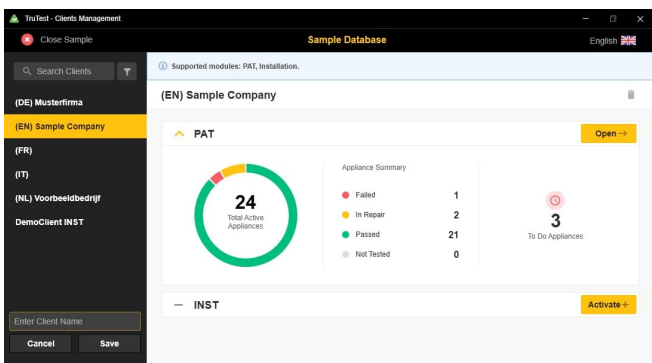 TruTest - Clients Management
Close Sample
Sample Database
English
Search Clients
Supported modules: PAT, Installation.
(DE) Musterfirma
(EN) Sample Company
(FR)
(IT)
(NL) Voorbeeldbedrijf
DemoClient INST
Enter Client Name
Cancel
Save
(EN) Sample Company
PAT
Open
24
Total Active
Appliances
Appliance Summary
Failed 1
In Repair 2
Passed 21
Not Tested 0
3
To Do Appliances
INST
Activate+